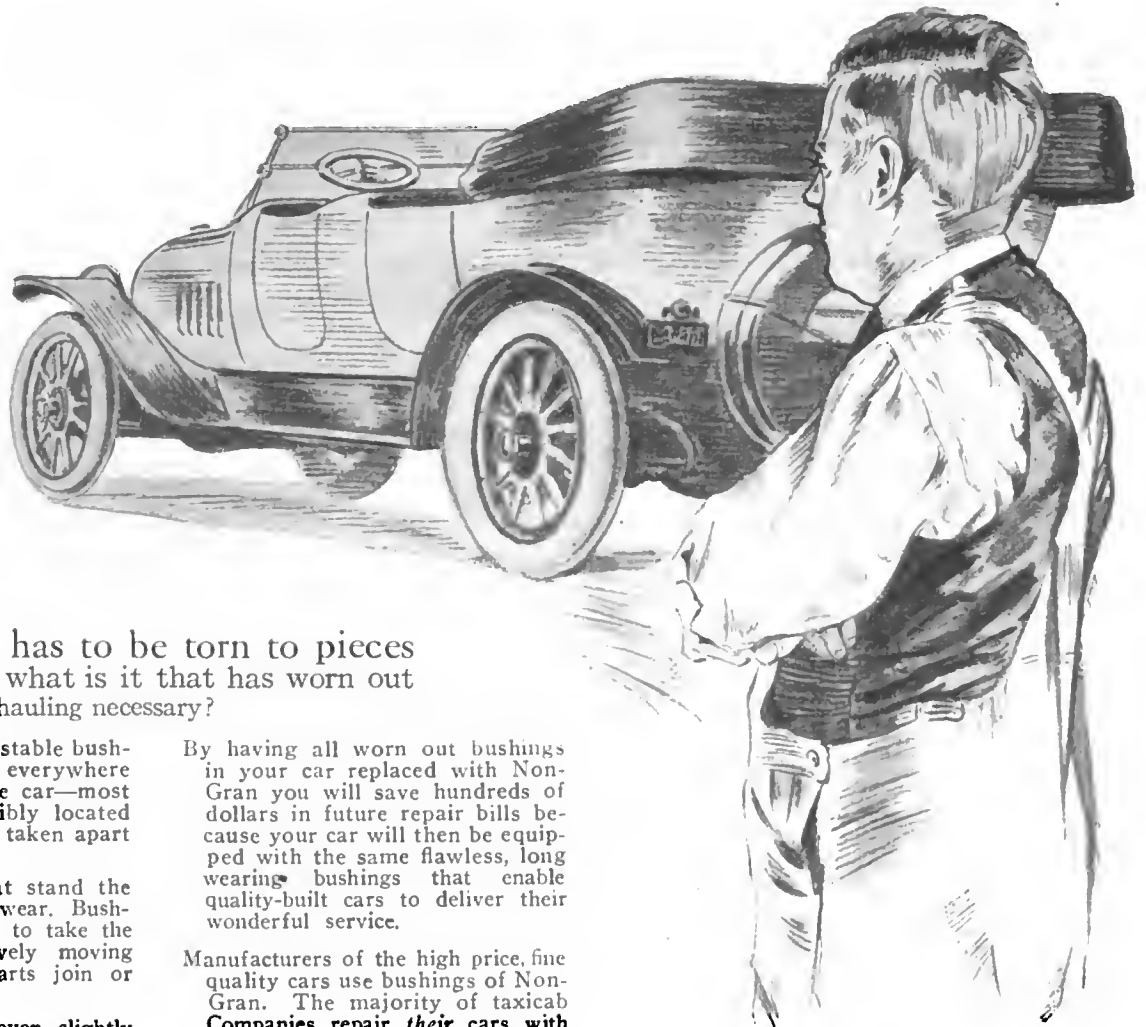 has to be torn to pieces
what is it that has worn out
hauling necessary?
stable bush-
everywhere
e car—most
ibly located
taken apart
at stand the
wear. Bush-
to take the
vely moving
arts join or
even slightly
By having all worn out bushings
in your car replaced with Non-
Gran you will save hundreds of
dollars in future repair bills be-
cause your car will then be equip-
ped with the same flawless, long
wearing bushings that enable
quality-built cars to deliver their
wonderful service.
Manufacturers of the high price, fine
quality cars use bushings of Non-
Gran. The majority of taxicab
Companies repair their cars with